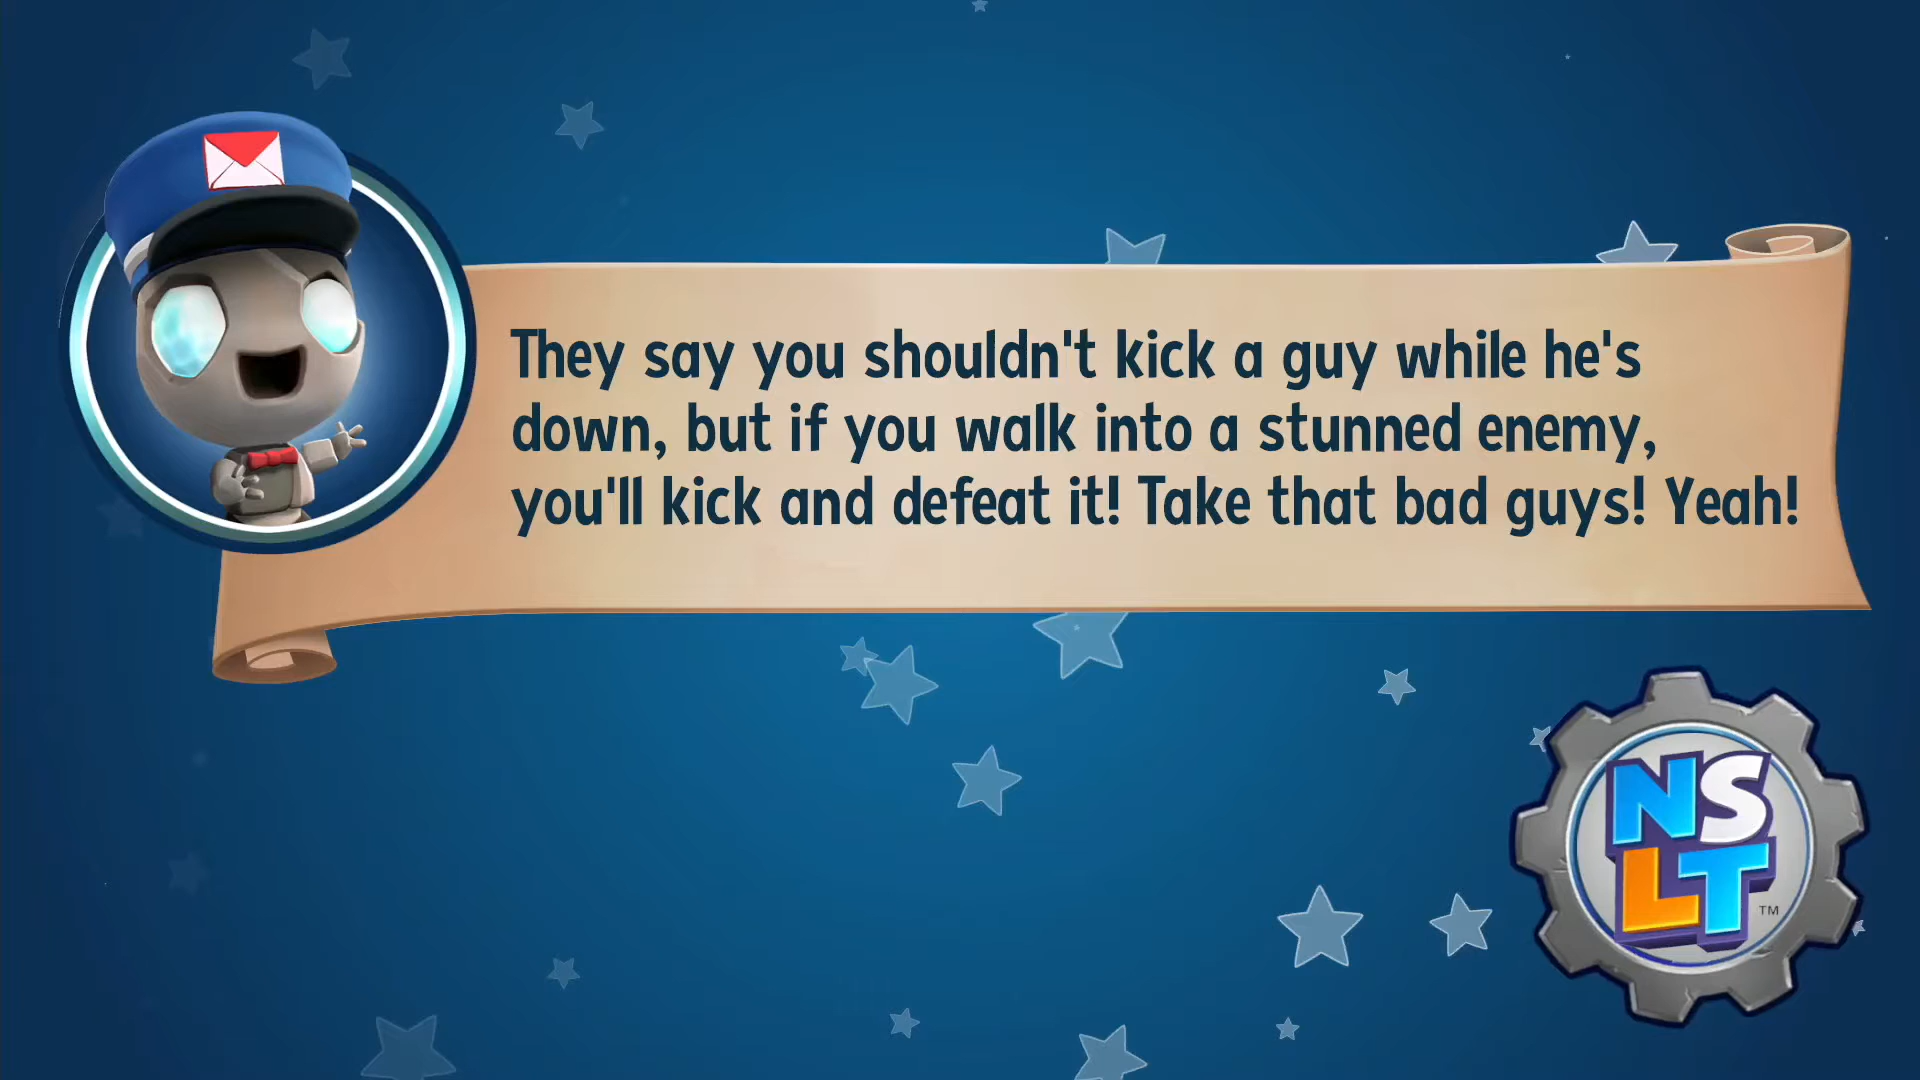 They say you shouldn't kick a guy while he's
down, but if you walk into a stunned enemy,
you'll kick and defeat it! Take that bad guys! Yeah!
NS
LT
TM